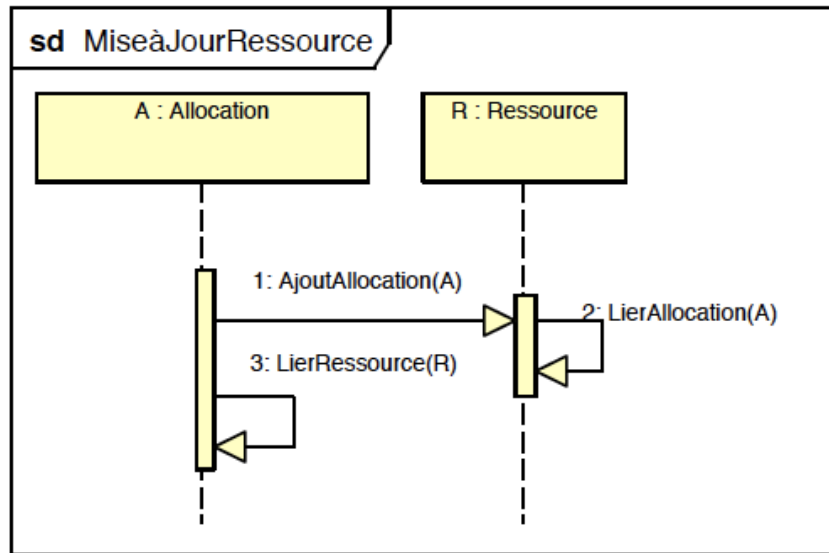 sd MiseàJourRessource
A : Allocation
R : Ressource
1: AjoutAllocation(A)
2: LierAllocation(A)
3: LierRessource(R)